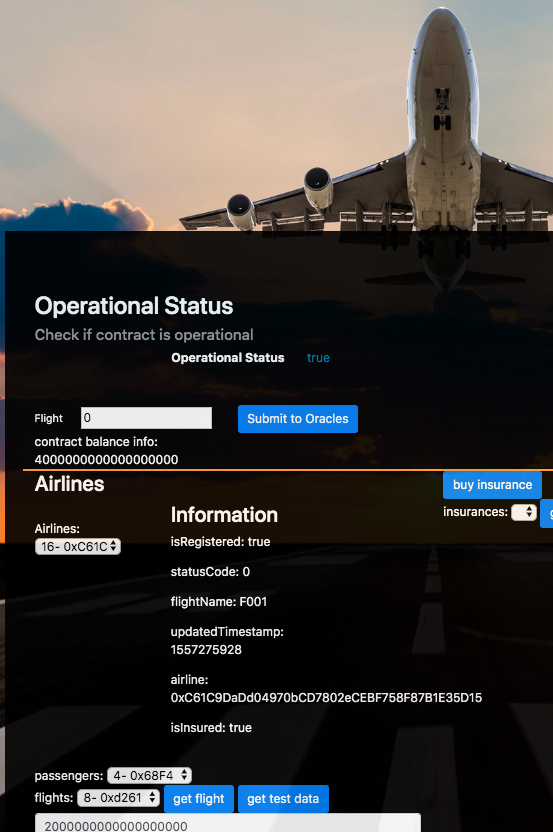 Operational Status
Check if contract is operational
Operational Status true
Flight 0 Submit to Oracles
contract balance info:
4000000000000000000
Airlines
buy insurance
insurances:
Information
Airlines:
16- 0xC61C
isRegistered: true
statusCode: 0
flightName: F001
updatedTimestamp:
1557275928
airline:
0xC61C9DaDd04970bCD7802eCEBF758F87B1E35D15
isInsured: true
passengers: 4- 0x68F4
flights: 8- 0xd261 get flight get test data
2000000000000000000